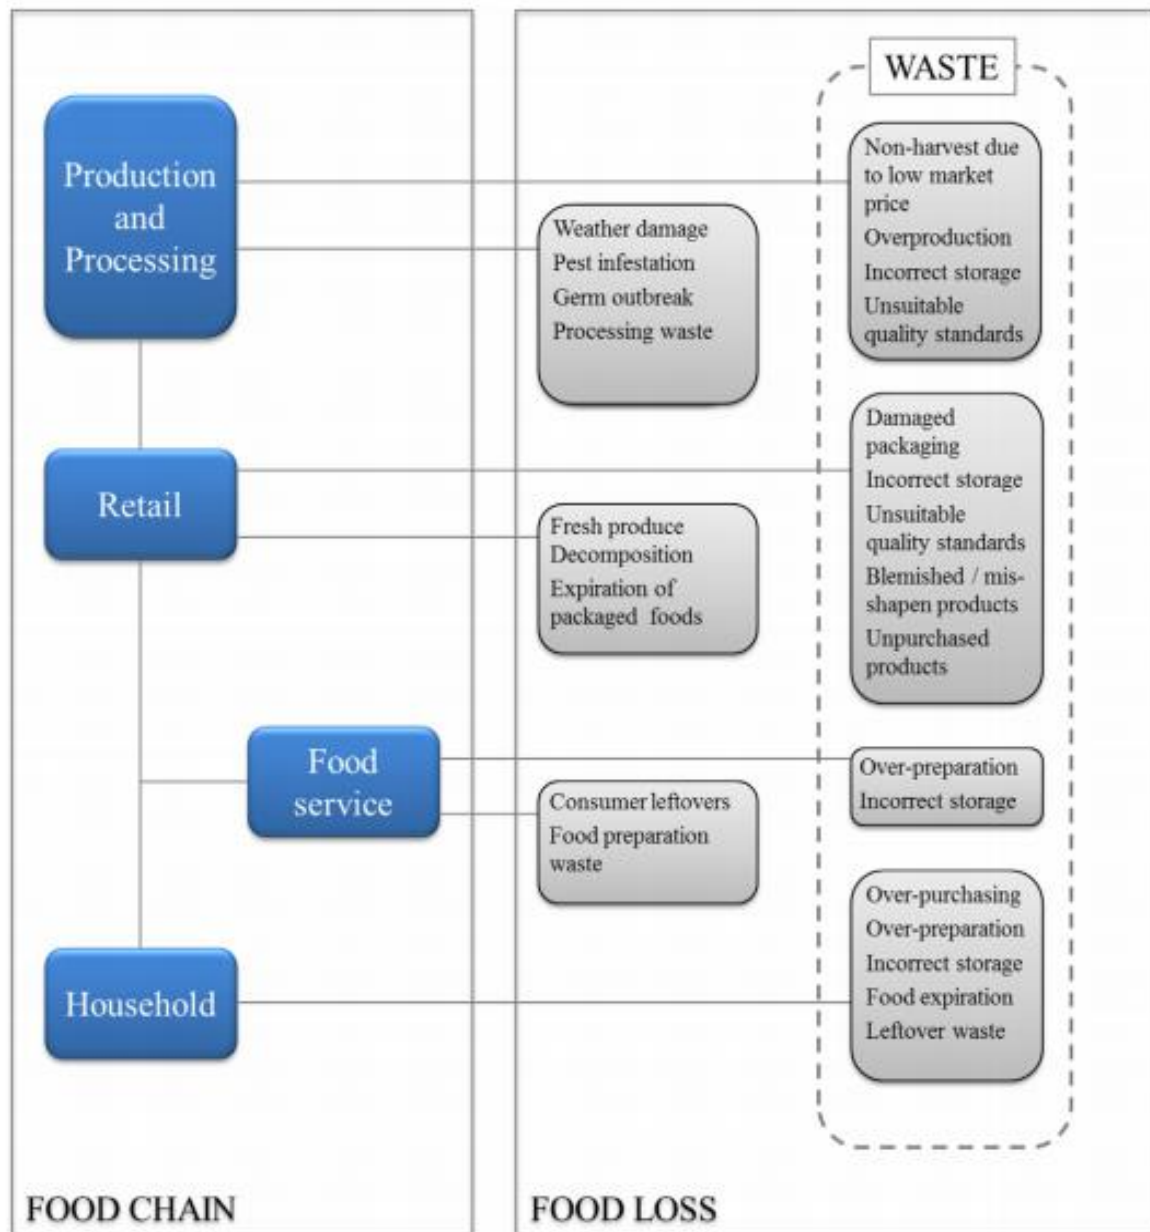 WASTE
Production
and
Processing
Non-harvest due
to low market
price
Overproduction
Incorrect storage
Unsuitable
quality standards
Weather damage
Pest infestation
Germ outbreak
Processing waste
Retail
Damaged
packaging
Incorrect storage
Unsuitable
quality standards
Blemished / mis-
shapen products
Unpurchased
products
Fresh produce
Decomposition
Expiration of
packaged foods
Food
service
Over-preparation
Incorrect storage
Consumer leftovers
Food preparation
waste
Household
Over-purchasing
Over-preparation
Incorrect storage
Food expiration
Leftover waste
FOOD CHAIN
FOOD LOSS